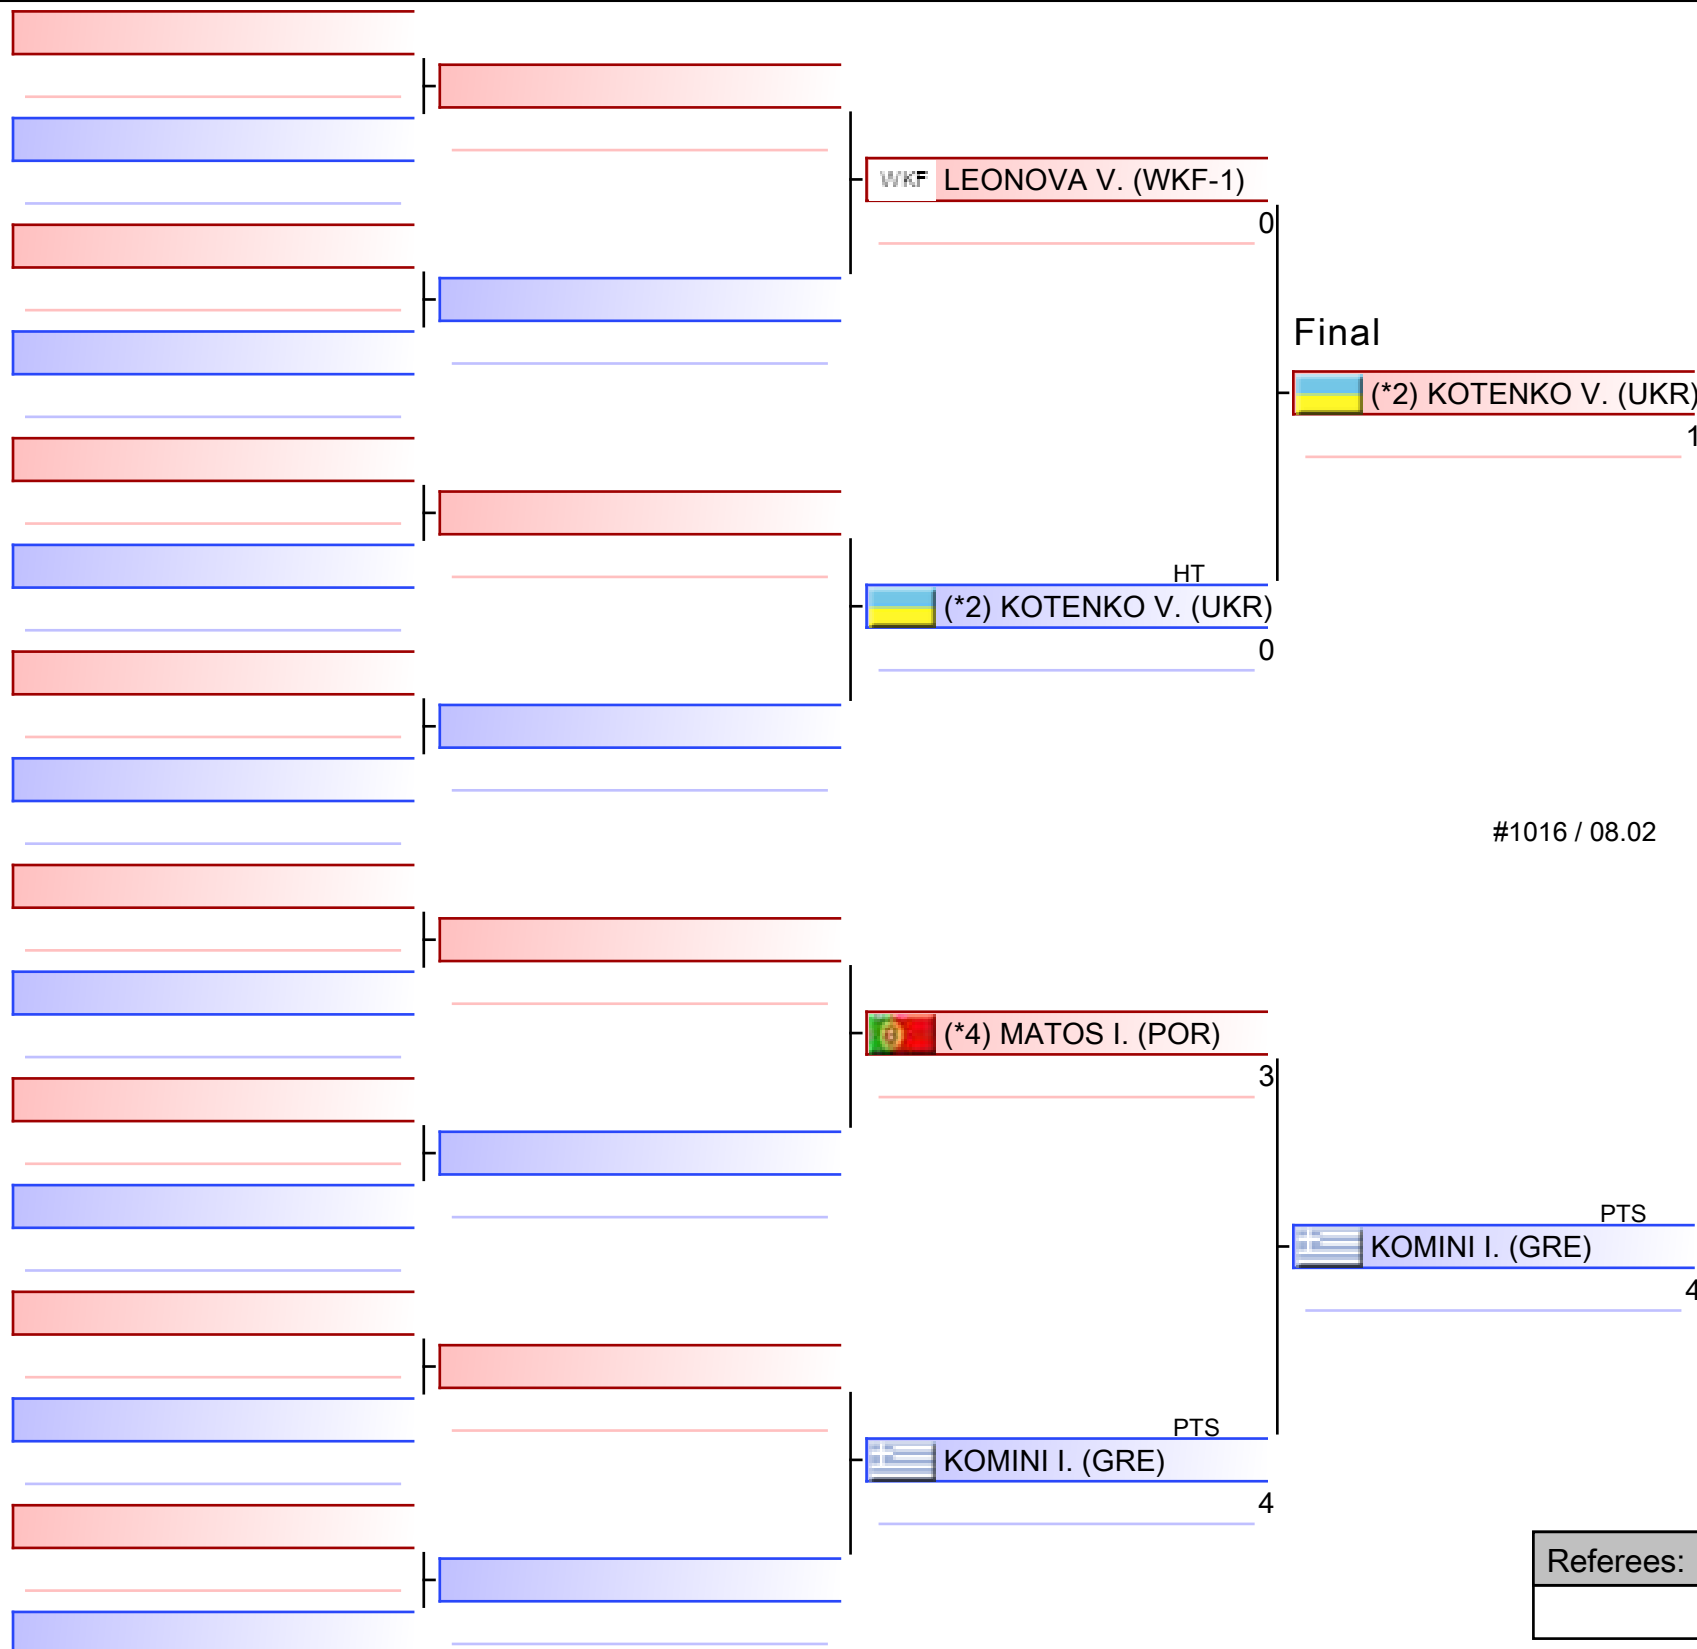 WKF LEONOVA V. (WKF-1)
0
Final
(*2) KOTENKO V. (UKR)
1
HT
(*2) KOTENKO V. (UKR)
0
#1016 / 08.02
(*4) MATOS I. (POR)
3
PTS
KOMINI I. (GRE)
4
PTS
KOMINI I. (GRE)
4
Referees: